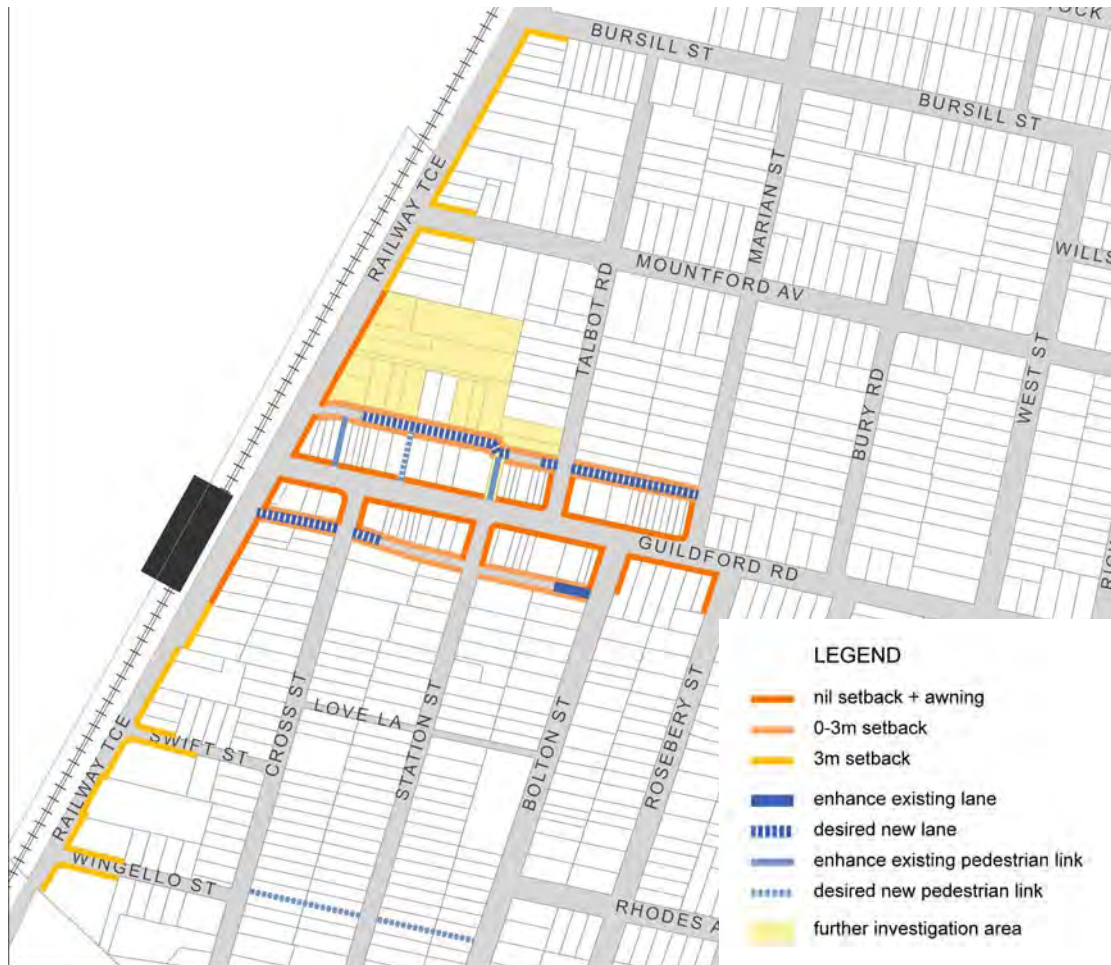 BURSILL ST
BURSILL ST
RAILWAY TCE
MARIAN ST
MOUNTFORD AV
TALBOT RD
BURY RD
WEST ST
GUILDFORD RD
LOVE LA
CROSS ST
STATION ST
BOLTON ST
ROSEBERY ST
SWIFT ST
RAILWAY TCE
WINGELLO ST
RHODES A
LEGEND
nil setback + awning
0-3m setback
3m setback
enhance existing lane
desired new lane
enhance existing pedestrian link
desired new pedestrian link
further investigation area